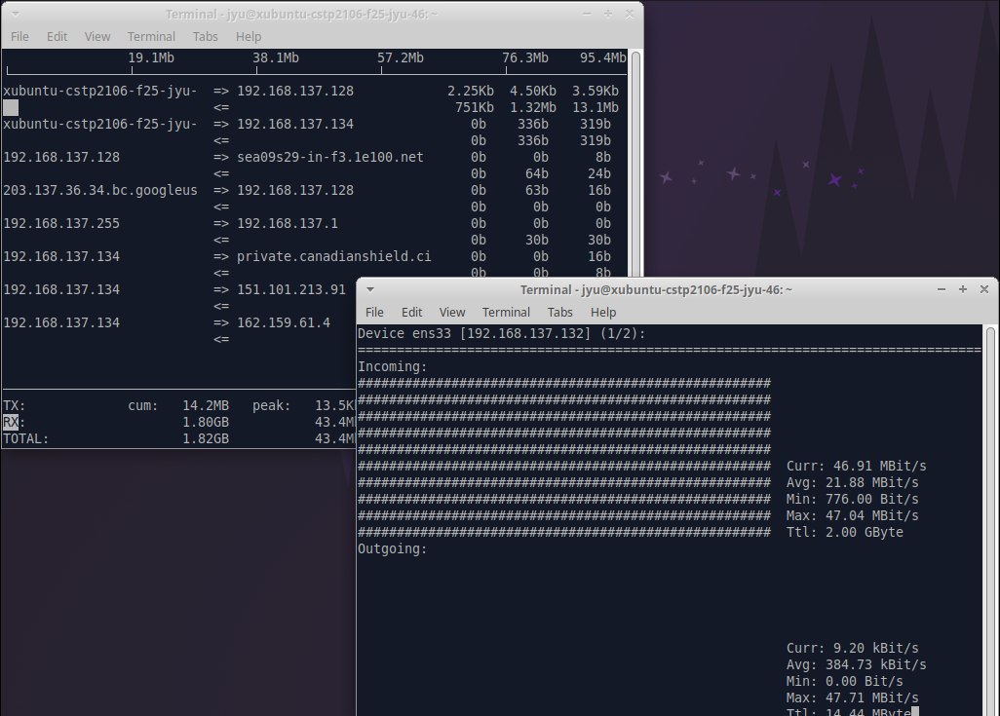 Terminal - jyu@xubuntu-cstp2106-f25-jyu-46: ~
File Edit View Terminal Tabs Help
19.1Mb 38.1Mb 57.2Mb 76.3Mb 95.4Mb
xubuntu-cstp2106-f25-jyu- => 192.168.137.128 2.25Kb 4.50Kb 3.59Kb
<= 751Kb 1.32Mb 13.1Mb
xubuntu-cstp2106-f25-jyu- => 192.168.137.134 0b 336b 319b
<= 0b 336b 319b
192.168.137.128 => sea09s29-in-f3.1e100.net 0b 0b 8b
<= 0b 64b 24b
203.137.36.34.bc.googleus => 192.168.137.128 0b 63b 16b
<= 0b 0b 0b
192.168.137.255 => 192.168.137.1 0b 0b 0b
<= 0b 30b 30b
192.168.137.134 => private.canadianshield.ci 0b 0b 16b
<= 0b 0b 8b
192.168.137.134 => 151.101.213.91
<=
192.168.137.134 => 162.159.61.4
<=
TX: cum: 14.2MB peak: 13.5K
RX: 1.80GB 43.4M
TOTAL: 1.82GB 43.4M
Terminal - jyu@xubuntu-cstp2106-f25-jyu-46: ~
File Edit View Terminal Tabs Help
Device ens33 [192.168.137.132] (1/2):
================================================================================
Incoming:
#####################################################
#####################################################
#####################################################
#####################################################
#####################################################
##################################################### Curr: 46.91 MBit/s
##################################################### Avg: 21.88 MBit/s
##################################################### Min: 776.00 Bit/s
##################################################### Max: 47.04 MBit/s
##################################################### Ttl: 2.00 GByte
Outgoing:
Curr: 9.20 kBit/s
Avg: 384.73 kBit/s
Min: 0.00 Bit/s
Max: 47.71 MBit/s
Ttl: 14.44 MByte